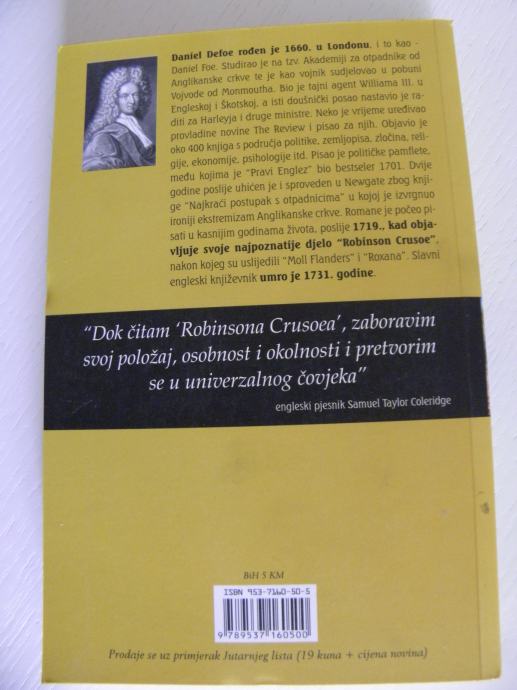 Daniel Defoe rođen je 1660. u Londonu, i to kao -
Daniel Foe. Studirao je na tzv. Akademiji za otpadnike od
Anglikanske crkve te je kao vojnik sudjelovao u pobuni
Vojvode od Monmoutha. Bio je tajni agent Williama III. u
Engleskoj i Škotskoj, a isti doušnički posao nastavio je ra-
diti za Harleyja i druge ministre. Neko je vrijeme uređivao
provladine novine The Review i pisao za njih. Objavio je
oko 400 knjiga s područja politike, zemljopisa, zločina, reli-
gije, ekonomije, psihologije itd. Pisao je političke pamflete,
među kojima je “Pravi Englez” bio bestseler 1701. Dvije
godine poslije uhićen je i sproveden u Newgate zbog knji-
ge “Najkraći postupak s otpadnicima” u kojoj je izvrgnuo
ironiji ekstremizam Anglikanske crkve. Romane je počeo pi-
sati u kasnijim godinama života, poslije 1719., kad obja-
vljuje svoje najpoznatije djelo “Robinson Crusoe”,
nakon kojeg su uslijedili “Moll Flanders” i “Roxana”. Slavni
engleski književnik umro je 1731. godine.
“Dok čitam ‘Robinsona Crusoea’, zaboravim
svoj položaj, osobnost i okolnosti i pretvorim
se u univerzalnog čovjeka”
engleski pjesnik Samuel Taylor Coleridge
BiH 5 KM
ISBN 953-7160-50-5
9 789537 160500
Prodaje se uz primjerak Jutarnjeg lista (19 kuna + cijena novina)